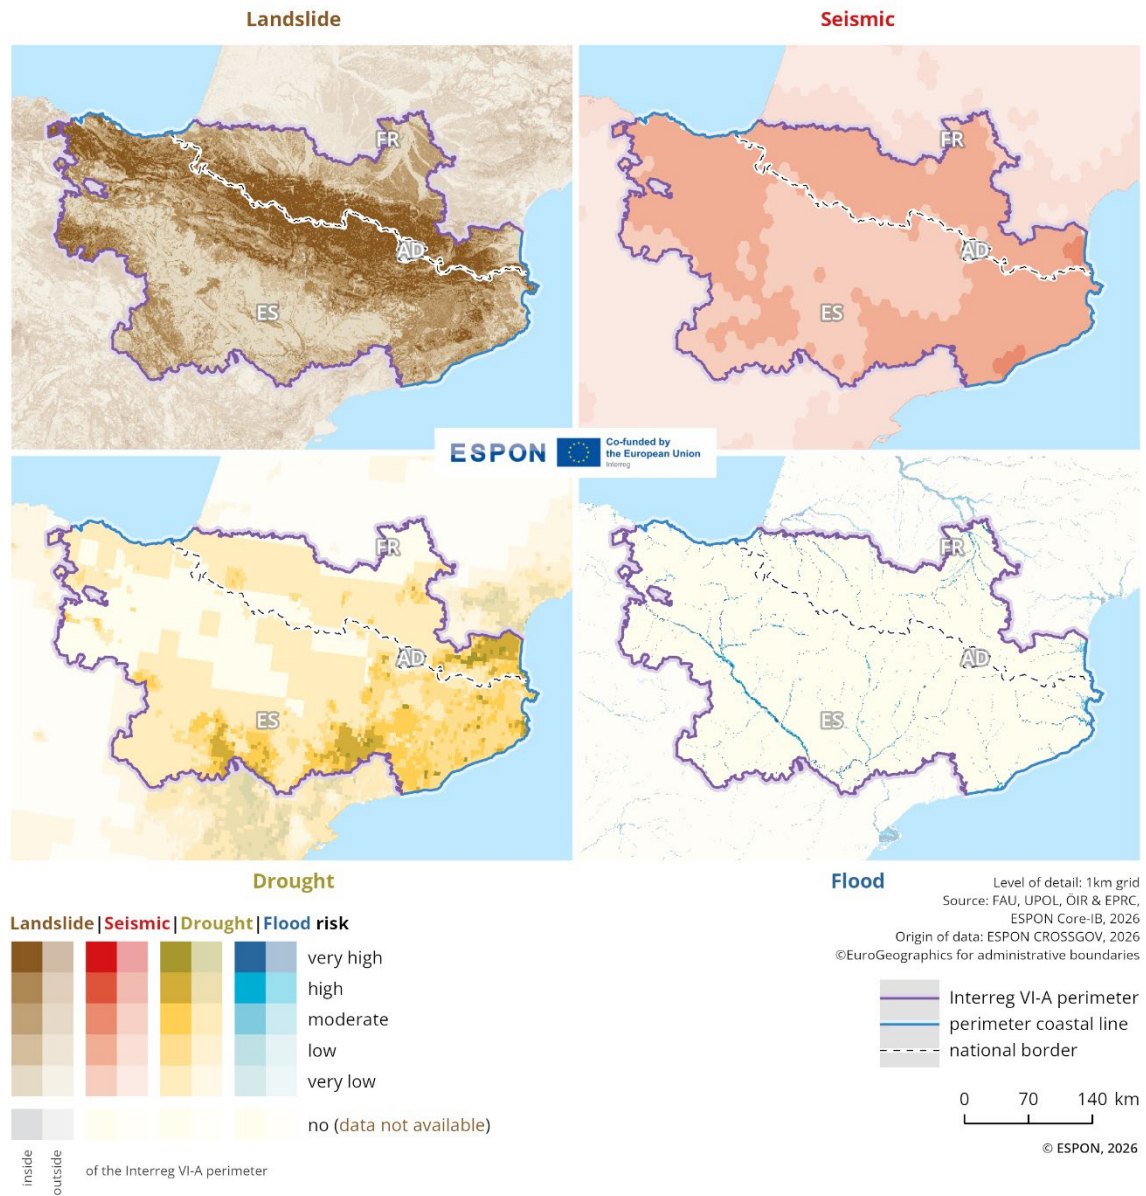 Landslide
Seismic
FR
AD
ES
FR
AD
ES
ESPON
Co-funded by
the European Union
Interreg
FR
AD
ES
FR
AD
ES
Drought
Flood
Level of detail: 1km grid
Source: FAU, UPOL, ÖIR & EPRC,
ESPON Core-IB, 2026
Origin of data: ESPON CROSSGOV, 2026
©EuroGeographics for administrative boundaries
Landslide|Seismic|Drought|Flood risk
very high
high
moderate
low
very low
no (data not available)
inside
outside
of the Interreg VI-A perimeter
Interreg VI-A perimeter
perimeter coastal line
national border
0 70 140 km
© ESPON, 2026